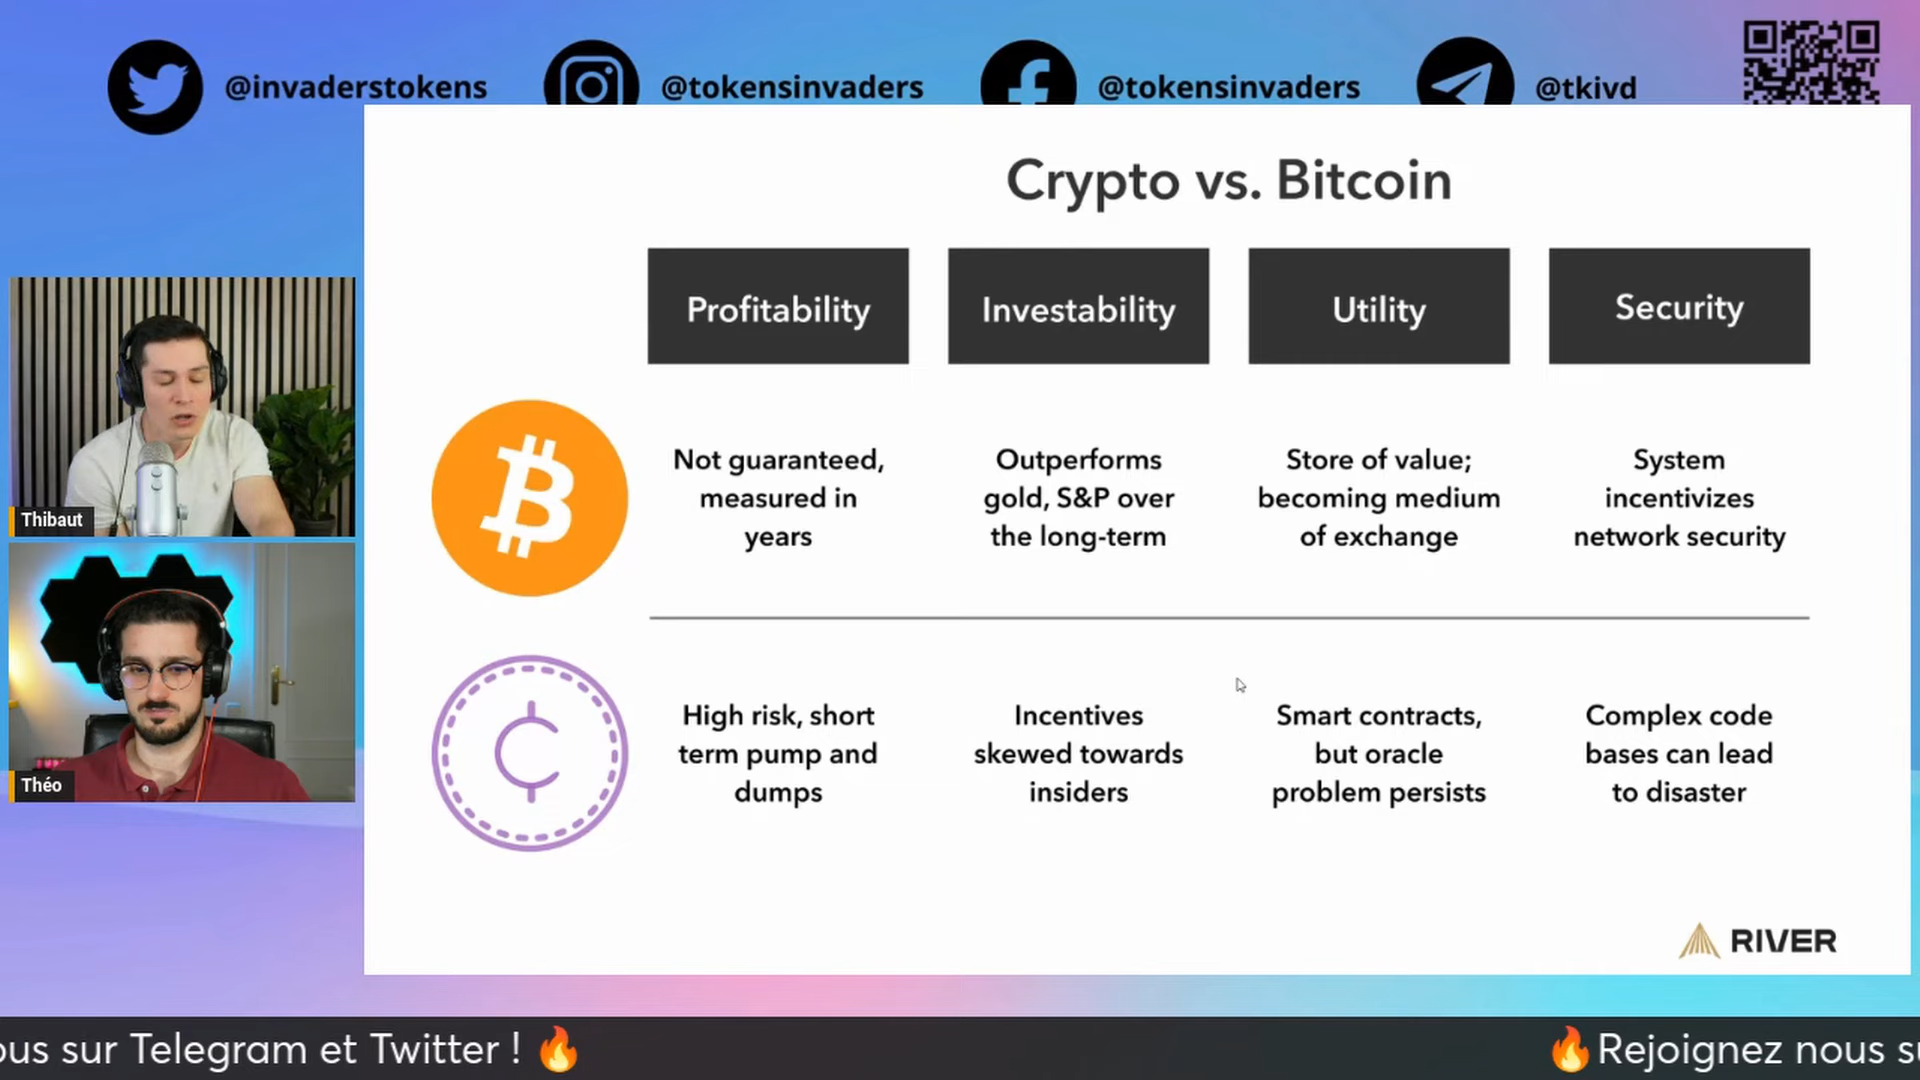 @invaderstokens
@tokensinvaders
@tokensinvaders
@tkivd
Crypto vs. Bitcoin
Profitability
Investability
Utility
Security
Not guaranteed,
measured in
years
Outperforms
gold, S&P over
the long-term
Store of value;
becoming medium
of exchange
System
incentivizes
network security
High risk, short
term pump and
dumps
Incentives
skewed towards
insiders
Smart contracts,
but oracle
problem persists
Complex code
bases can lead
to disaster
RIVER
Thibaut
Théo
ous sur Telegram et Twitter ! 🔥
🔥Rejoignez nous